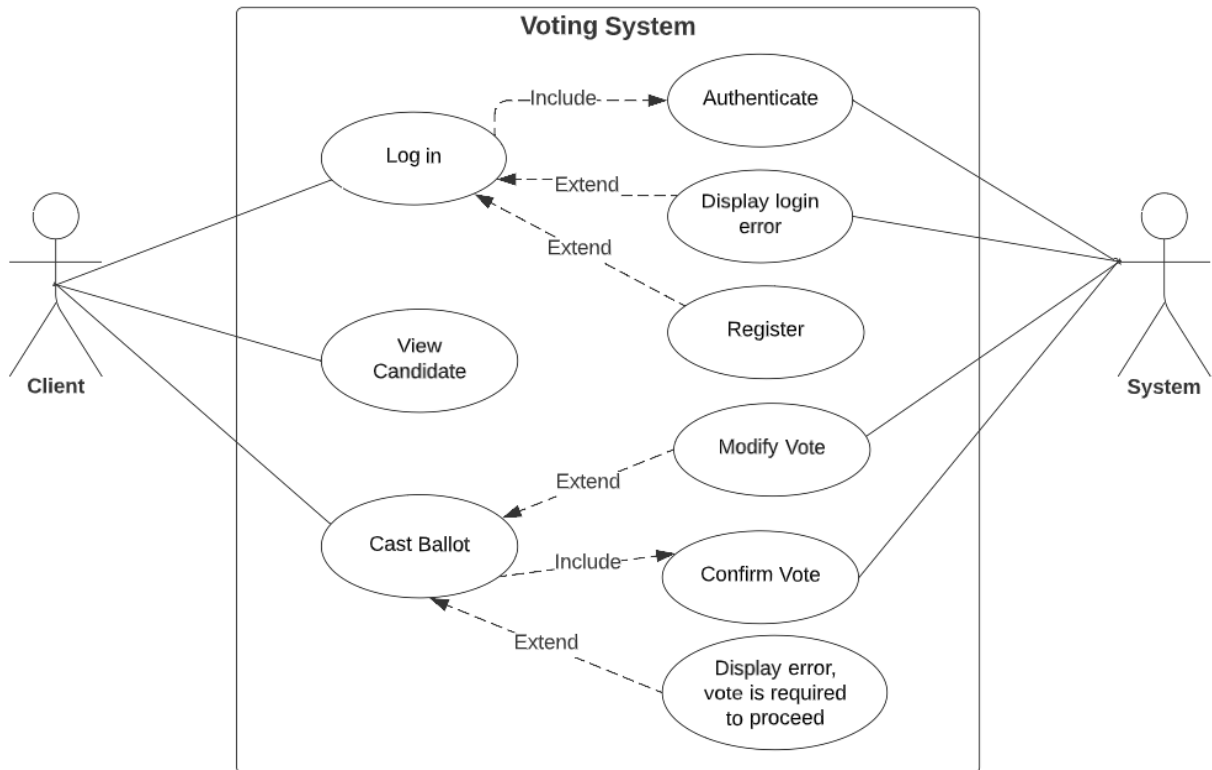 Voting System
Include
Authenticate
Log in
Extend
Display login
error
Extend
Register
View
Candidate
Client
System
Modify Vote
Extend
Cast Ballot
Include
Confirm Vote
Extend
Display error,
vote is required
to proceed